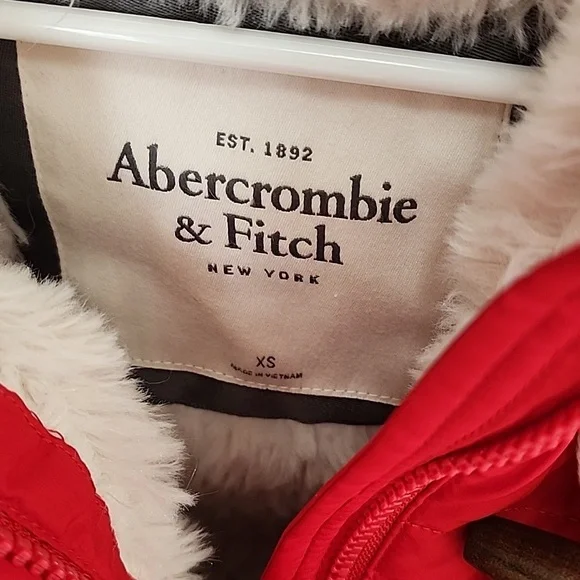 EST. 1892
Abercrombie
& Fitch
NEW YORK
XS
MADE IN VIETNAM